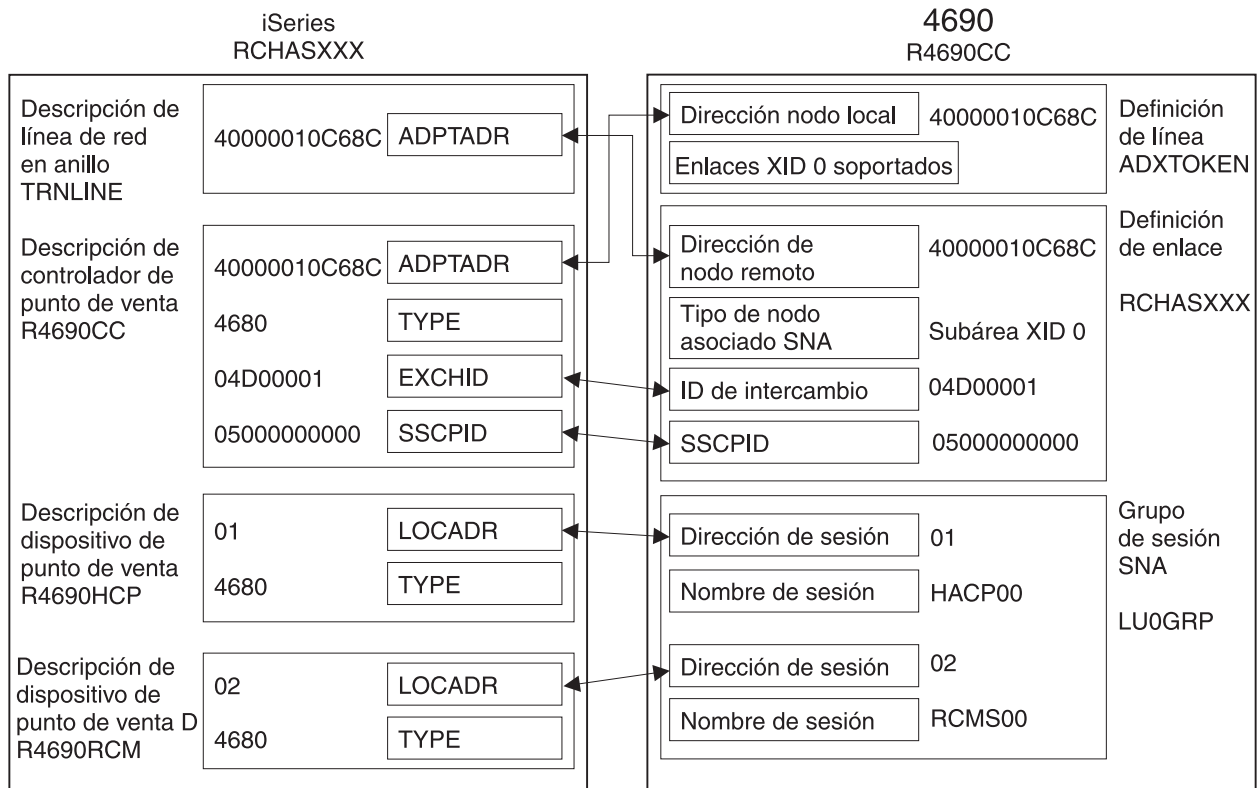 iSeries
RCHASXXX
Descripción de
línea de red
en anillo
TRNLINE
40000010C68C
ADPTADR
Descripción de
controlador de
punto de venta
R4690CC
40000010C68C
ADPTADR
4680
TYPE
04D00001
EXCHID
05000000000
SSCPID
Descripción de
dispositivo de
punto de venta
R4690HCP
01
LOCADR
4680
TYPE
Descripción de
dispositivo de
punto de venta D
R4690RCM
02
LOCADR
4680
TYPE
4690
R4690CC
Dirección nodo local
40000010C68C
Enlaces XID 0 soportados
Definición
de línea
ADXTOKEN
Dirección de
nodo remoto
40000010C68C
Tipo de nodo
asociado SNA
Subárea XID 0
ID de intercambio
04D00001
SSCPID
05000000000
Definición
de enlace
RCHASXXX
Dirección de sesión
01
Nombre de sesión
HACP00
Dirección de sesión
02
Nombre de sesión
RCMS00
Grupo
de sesión
SNA
LU0GRP